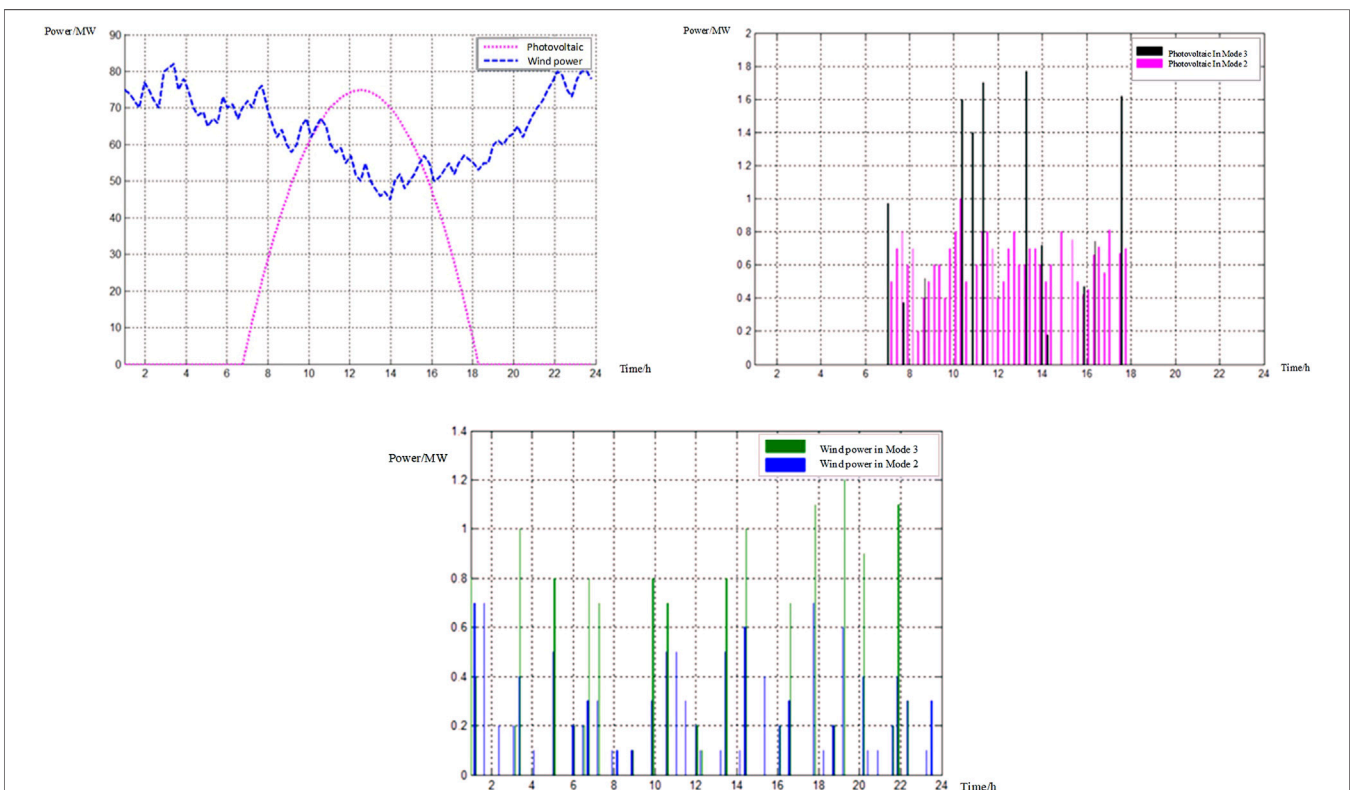 Power/MW
90
80
70
60
50
40
30
20
10
0
2 4 6 8 10 12 14 16 18 20 22 24
Time/h
Photovoltaic
Wind power
Power/MW
2
1.8
1.6
1.4
1.2
1
0.8
0.6
0.4
0.2
0
2 4 6 8 10 12 14 16 18 20 22 24
Time/h
Photovoltaic In Mode 3
Photovoltaic In Mode 2
Power/MW
1.4
1.2
1
0.8
0.6
0.4
0.2
0
2 4 6 8 10 12 14 16 18 20 22 24
Time/h
Wind power in Mode 3
Wind power in Mode 2